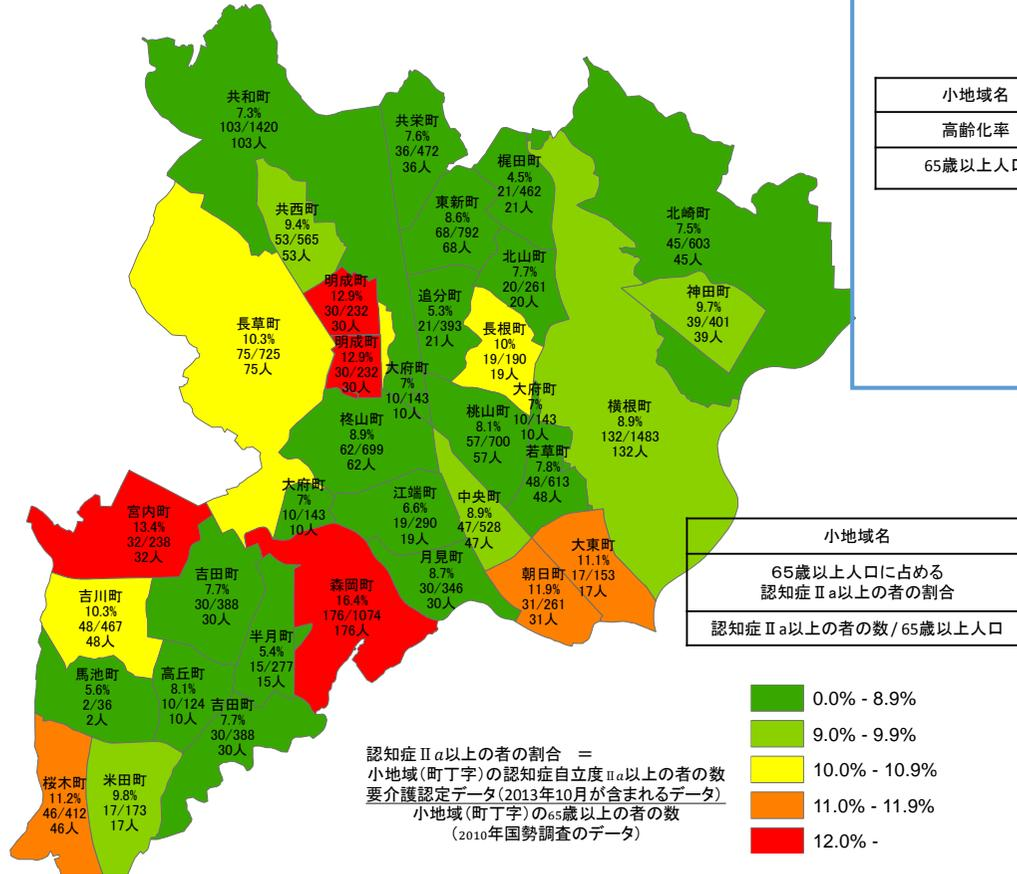 共和町
7.3%
103/1420
103人
共栄町
7.6%
36/472
36人
梶田町
4.5%
21/462
21人
共西町
9.4%
53/565
53人
東新町
8.6%
68/792
68人
北崎町
7.5%
45/603
45人
北山町
7.7%
20/261
20人
明成町
12.9%
30/232
30人
追分町
5.3%
21/393
21人
神田町
9.7%
39/401
39人
長草町
10.3%
75/725
75人
長根町
10%
19/190
19人
明成町
12.9%
30/232
30人
大府町
7%
10/143
10人
大府町
7%
10/143
10人
柊山町
8.9%
62/699
62人
桃山町
8.1%
57/700
57人
横根町
8.9%
132/1483
132人
若草町
7.8%
48/613
48人
大府町
7%
10/143
10人
江端町
6.6%
19/290
19人
中央町
8.9%
47/528
47人
宮内町
13.4%
32/238
32人
大東町
11.1%
17/153
17人
月見町
8.7%
30/346
30人
朝日町
11.9%
31/261
31人
吉田町
7.7%
30/388
30人
森岡町
16.4%
176/1074
176人
吉川町
10.3%
48/467
48人
半月町
5.4%
15/277
15人
馬池町
5.6%
2/36
2人
高丘町
8.1%
10/124
10人
吉田町
7.7%
30/388
30人
桜木町
11.2%
46/412
46人
米田町
9.8%
17/173
17人
小地域名
高齢化率
65歳以上人口
小地域名
65歳以上人口に占める
認知症Ⅱa以上の者の割合
認知症Ⅱa以上の者の数/65歳以上人口
0.0% - 8.9%
9.0% - 9.9%
10.0% - 10.9%
11.0% - 11.9%
12.0% -
認知症Ⅱa以上の者の割合 ＝
小地域(町丁字)の認知症自立度Ⅱa以上の者の数
要介護認定データ(2013年10月が含まれるデータ)
小地域(町丁字)の65歳以上の者の数
(2010年国勢調査のデータ)